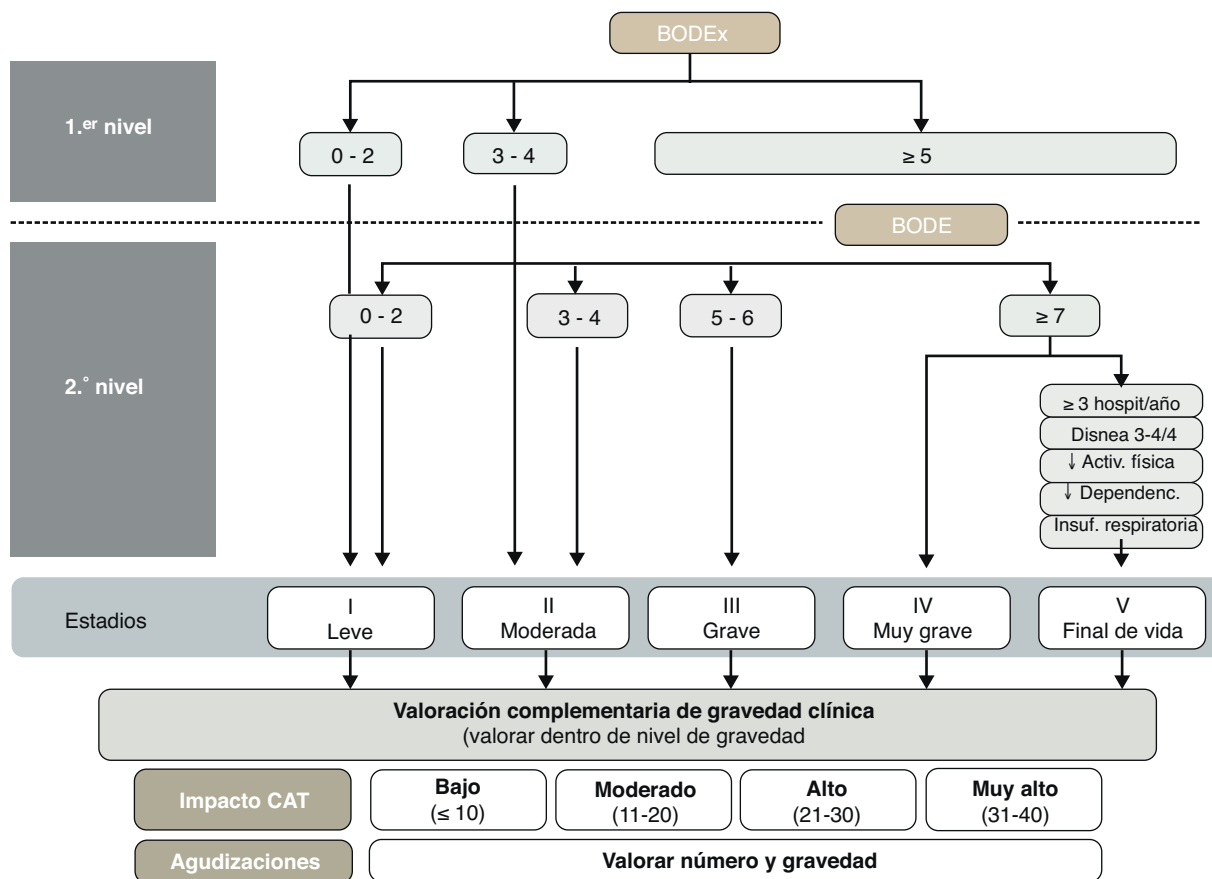 BODEx
1.er nivel
0 - 2
3 - 4
≥ 5
BODE
2.° nivel
0 - 2
3 - 4
5 - 6
≥ 7
≥ 3 hospit/año
Disnea 3-4/4
↓ Activ. física
↓ Dependenc.
Insuf. respiratoria
Estadios
I
Leve
II
Moderada
III
Grave
IV
Muy grave
V
Final de vida
Valoración complementaria de gravedad clínica
(valorar dentro de nivel de gravedad
Impacto CAT
Bajo
(≤ 10)
Moderado
(11-20)
Alto
(21-30)
Muy alto
(31-40)
Agudizaciones
Valorar número y gravedad